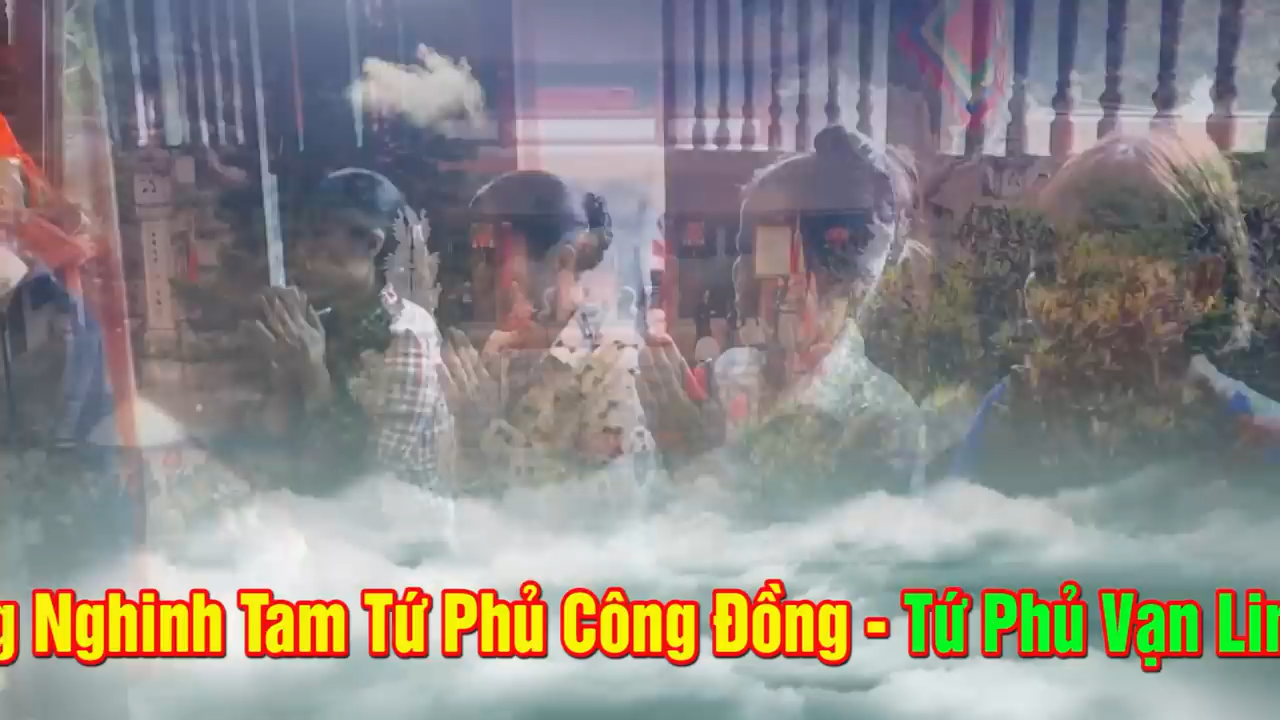 Nghinh Tam Tứ Phủ Công Đồng - Tứ Phủ Vạn